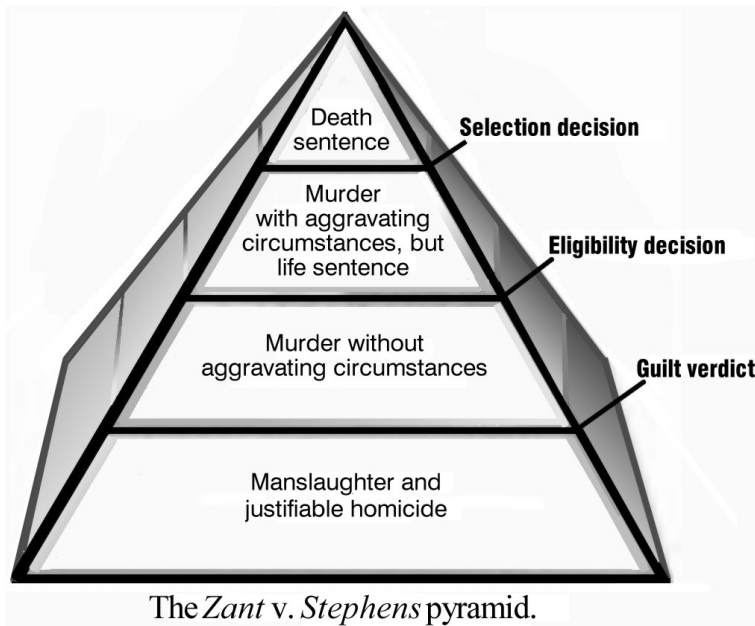 Death
sentence
Selection decision
Murder
with aggravating
circumstances, but
life sentence
Eligibility decision
Murder without
aggravating circumstances
Guilt verdict
Manslaughter and
justifiable homicide
The Zant v. Stephens pyramid.